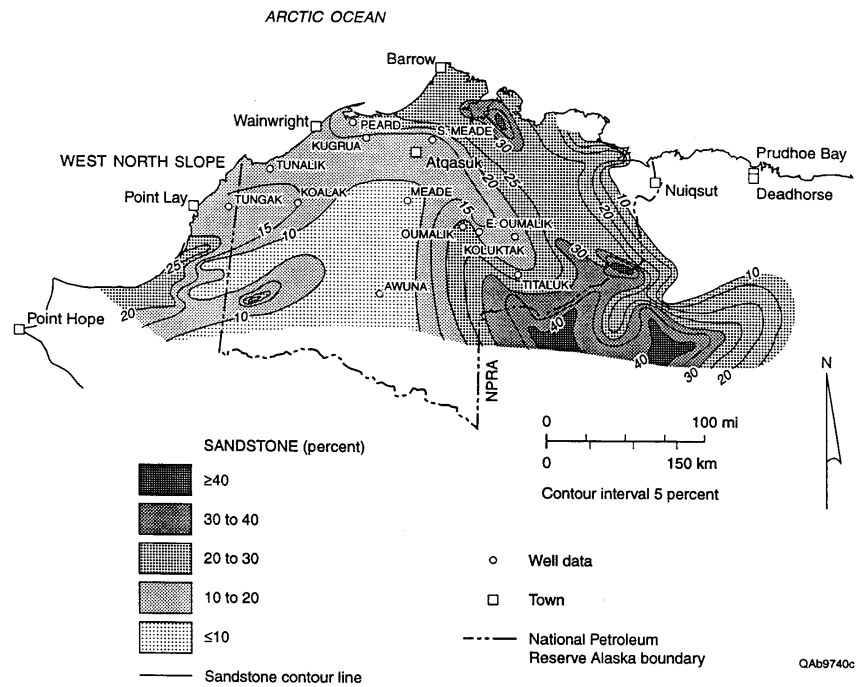 ARCTIC OCEAN
Barrow
Wainwright
PEARD
S. MEADE
30
KUGRUA
Atqasuk
WEST NORTH SLOPE
TUNALIK
Prudhoe Bay
Nuiqsut
Deadhorse
25
20
20
10
Point Lay
TUNGAK
KOALAK
MEADE
15
15
10
E. OUMALIK
OUMALIK
KOLUKTAK
30
25
TITALUK
10
AWUNA
20
10
Point Hope
40
40
30
20
NPRA
N
0 100 mi
0 150 km
Contour interval 5 percent
SANDSTONE (percent)
≥40
30 to 40
20 to 30
10 to 20
≤10
Sandstone contour line
Well data
Town
National Petroleum
Reserve Alaska boundary
QAb9740c